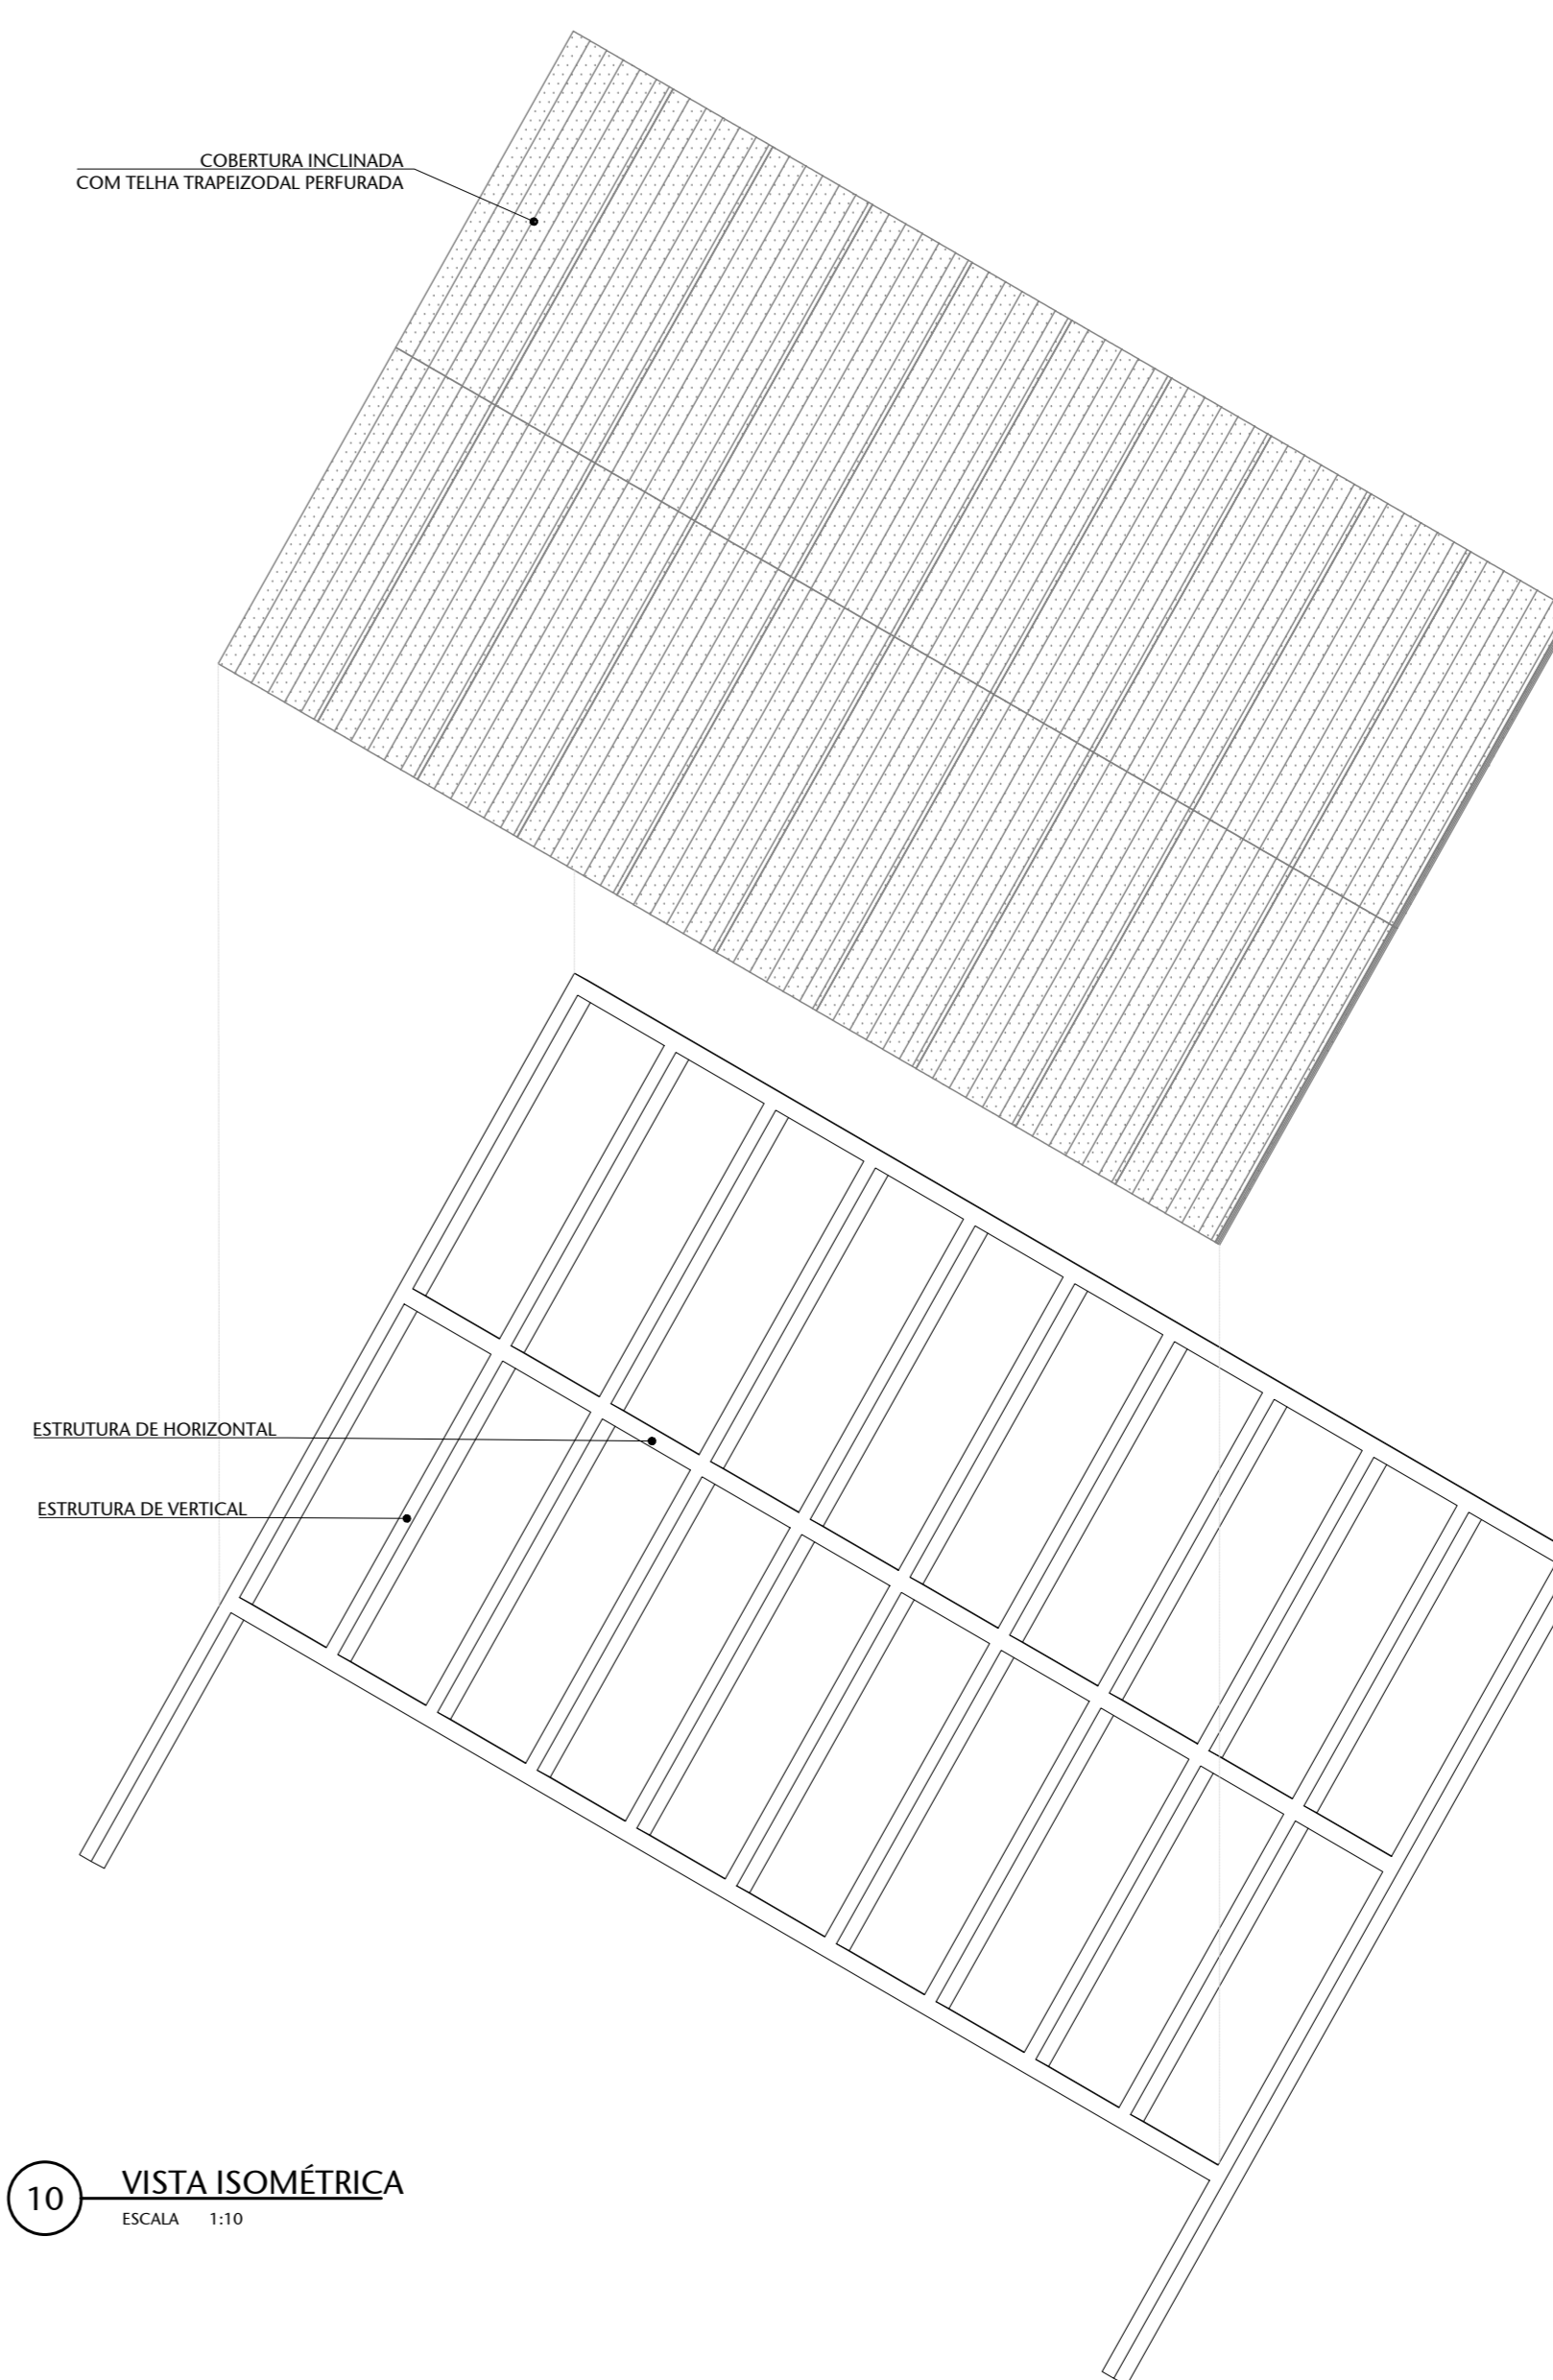 COBERTURA INCLINADA
COM TELHA TRAPEIZODAL PERFURADA
ESTRUTURA DE HORIZONTAL
ESTRUTURA DE VERTICAL
10 VISTA ISOMÉTRICA
ESCALA 1:10